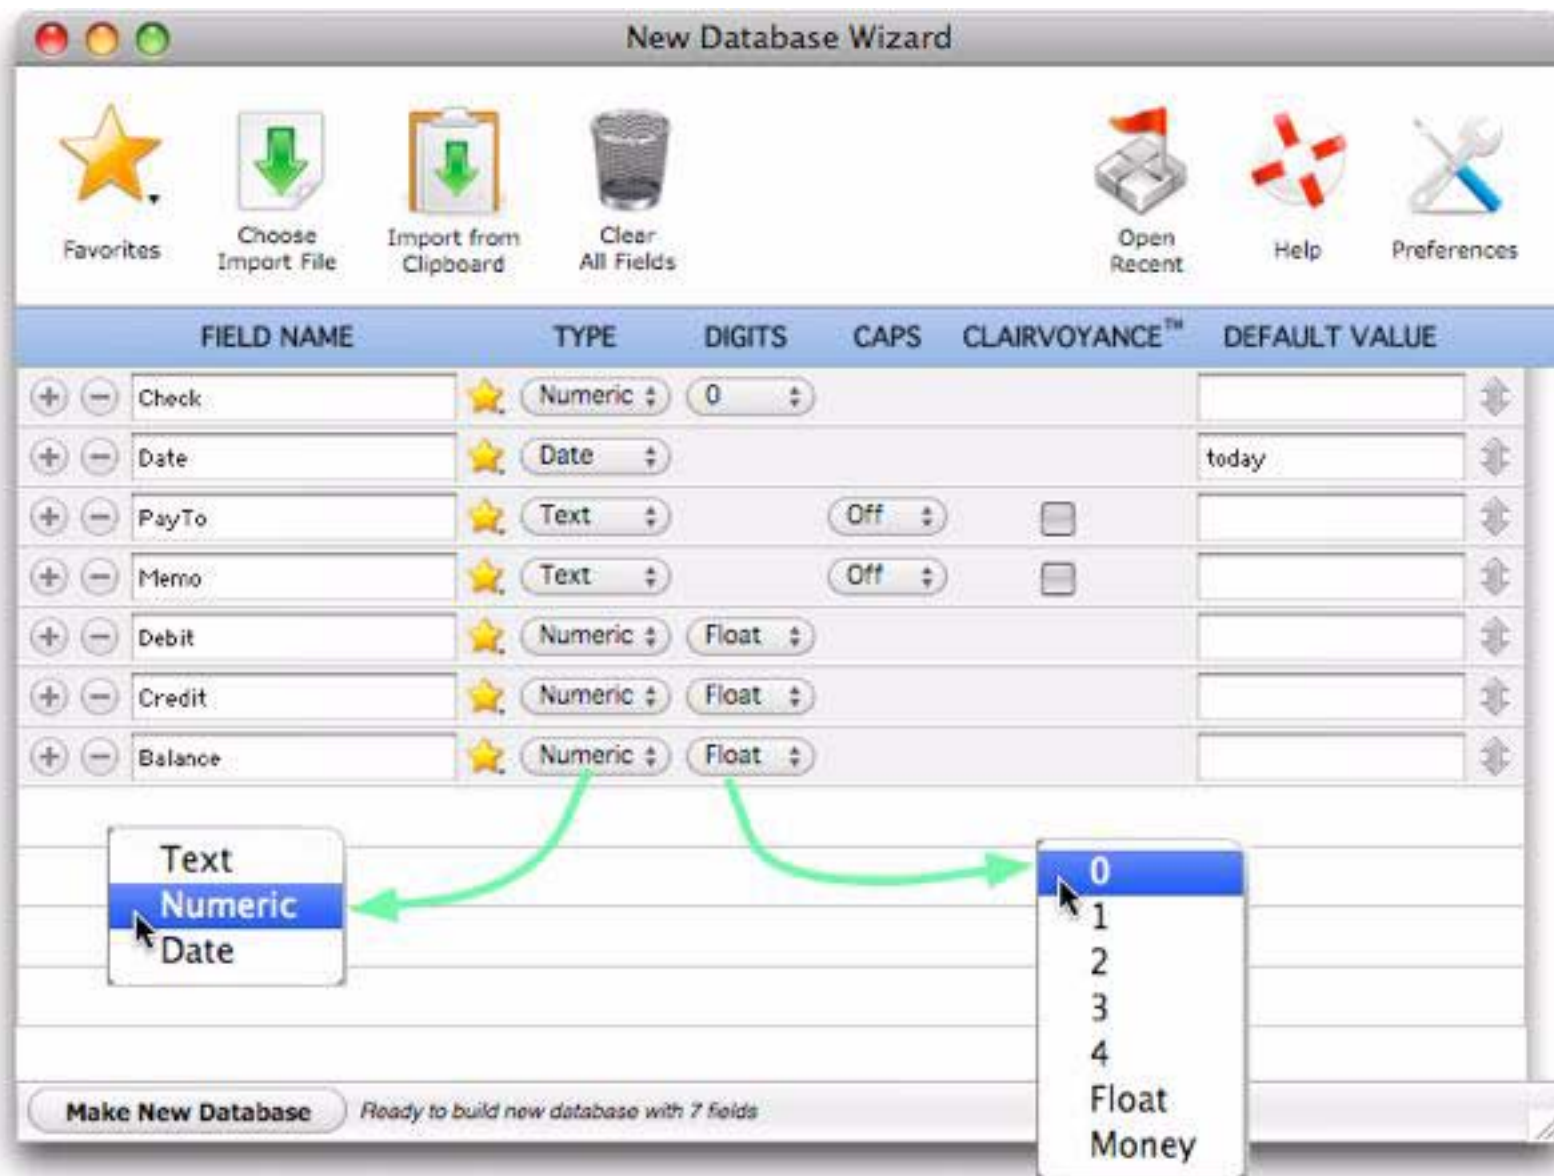 New Database Wizard
Favorites
Choose
Import File
Import from
Clipboard
Clear
All Fields
Open
Recent
Help
Preferences
FIELD NAME TYPE DIGITS CAPS CLAIRVOYANCE™ DEFAULT VALUE
Check Numeric 0
Date Date today
PayTo Text Off
Memo Text Off
Debit Numeric Float
Credit Numeric Float
Balance Numeric Float
Text
Numeric
Date
0
1
2
3
4
Float
Money
Make New Database Ready to build new database with 7 fields